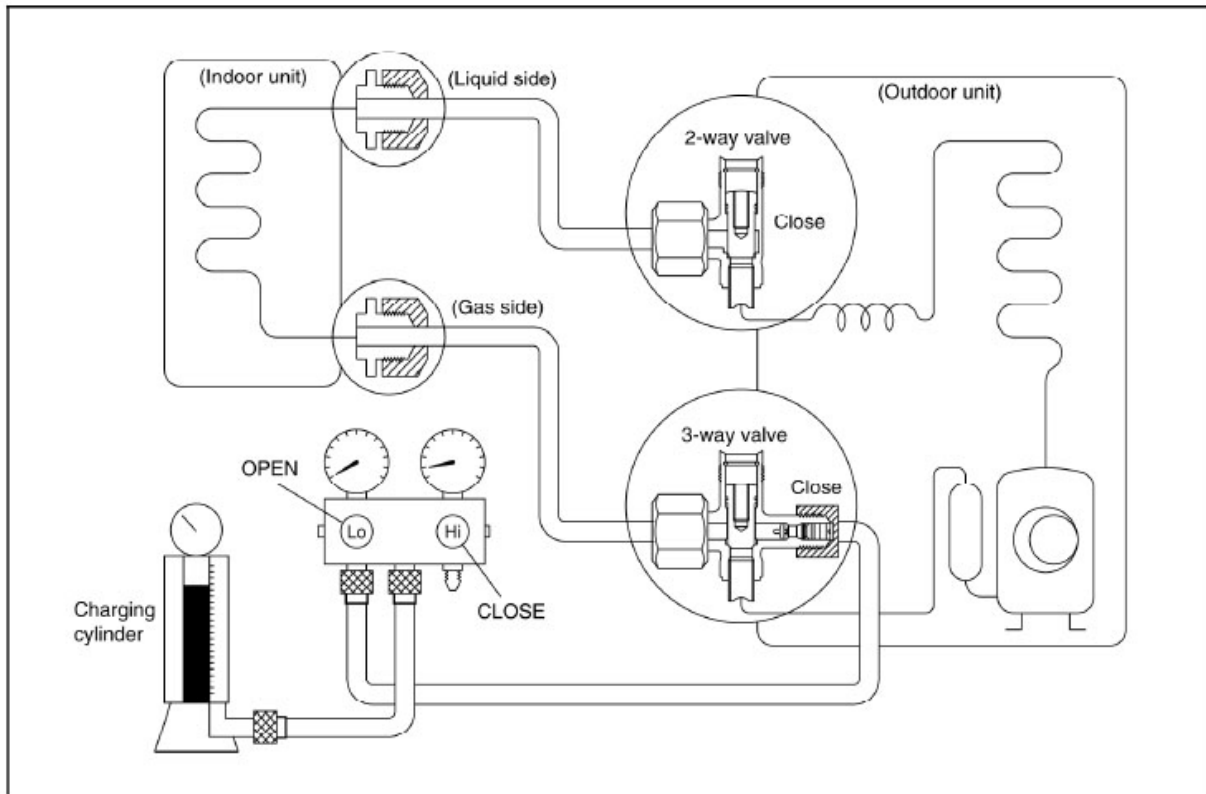 (Indoor unit)
(Liquid side)
(Outdoor unit)
2-way valve
Close
(Gas side)
3-way valve
Close
OPEN
Lo
Hi
CLOSE
Charging
cylinder